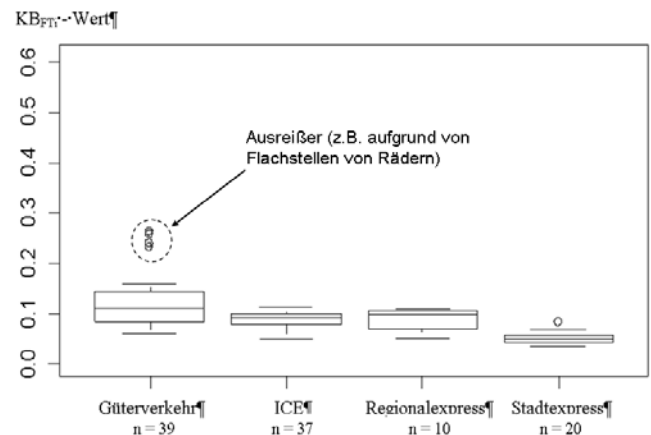 KB_FTi·-·Wert¶
0.6
0.5
0.4
0.3
0.2
0.1
0.0
Ausreißer (z.B. aufgrund von
Flachstellen von Rädern)
Güterverkehr¶ ICE¶ Regionalexpress¶ Stadtexpress¶
n = 39 n = 37 n = 10 n = 20